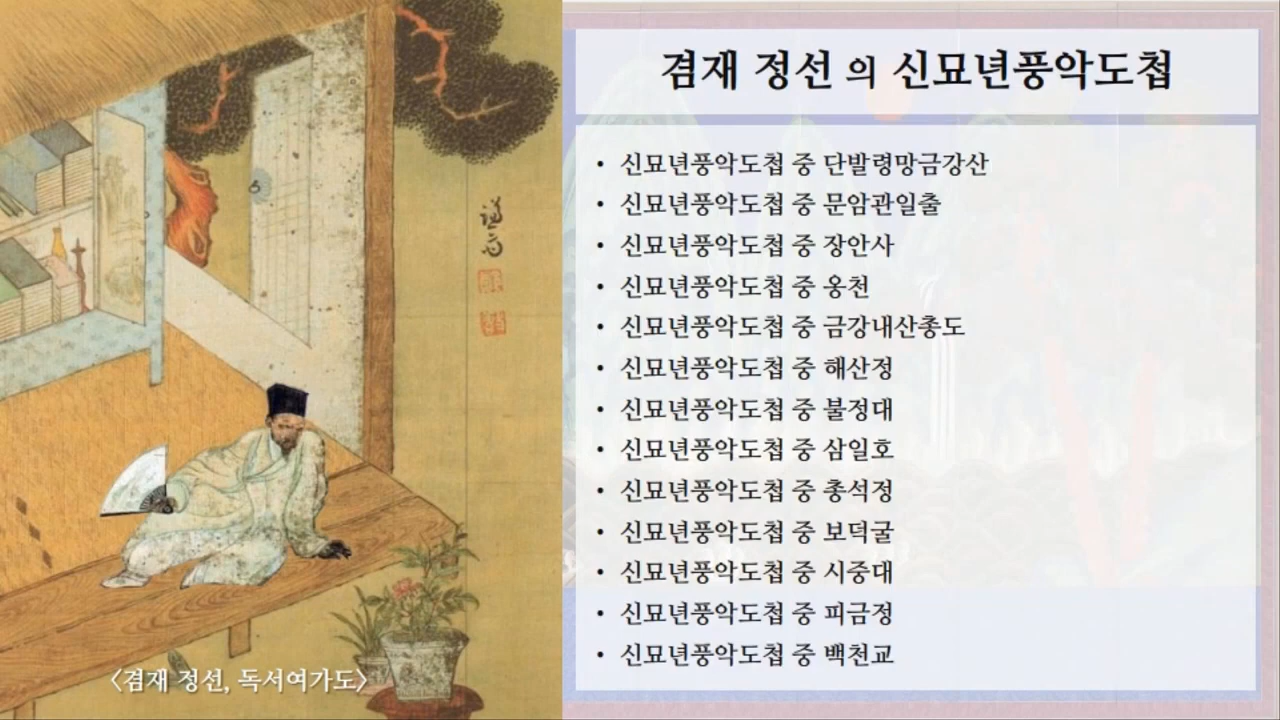 겸재 정선 의 신묘년풍악도첩
• 신묘년풍악도첩 중 단발령망금강산
• 신묘년풍악도첩 중 문암관일출
• 신묘년풍악도첩 중 장안사
• 신묘년풍악도첩 중 옹천
• 신묘년풍악도첩 중 금강내산총도
• 신묘년풍악도첩 중 해산정
• 신묘년풍악도첩 중 불정대
• 신묘년풍악도첩 중 삼일호
• 신묘년풍악도첩 중 총석정
• 신묘년풍악도첩 중 보덕굴
• 신묘년풍악도첩 중 시중대
• 신묘년풍악도첩 중 피금정
• 신묘년풍악도첩 중 백천교
謙斎
〈겸재 정선, 독서여가도〉